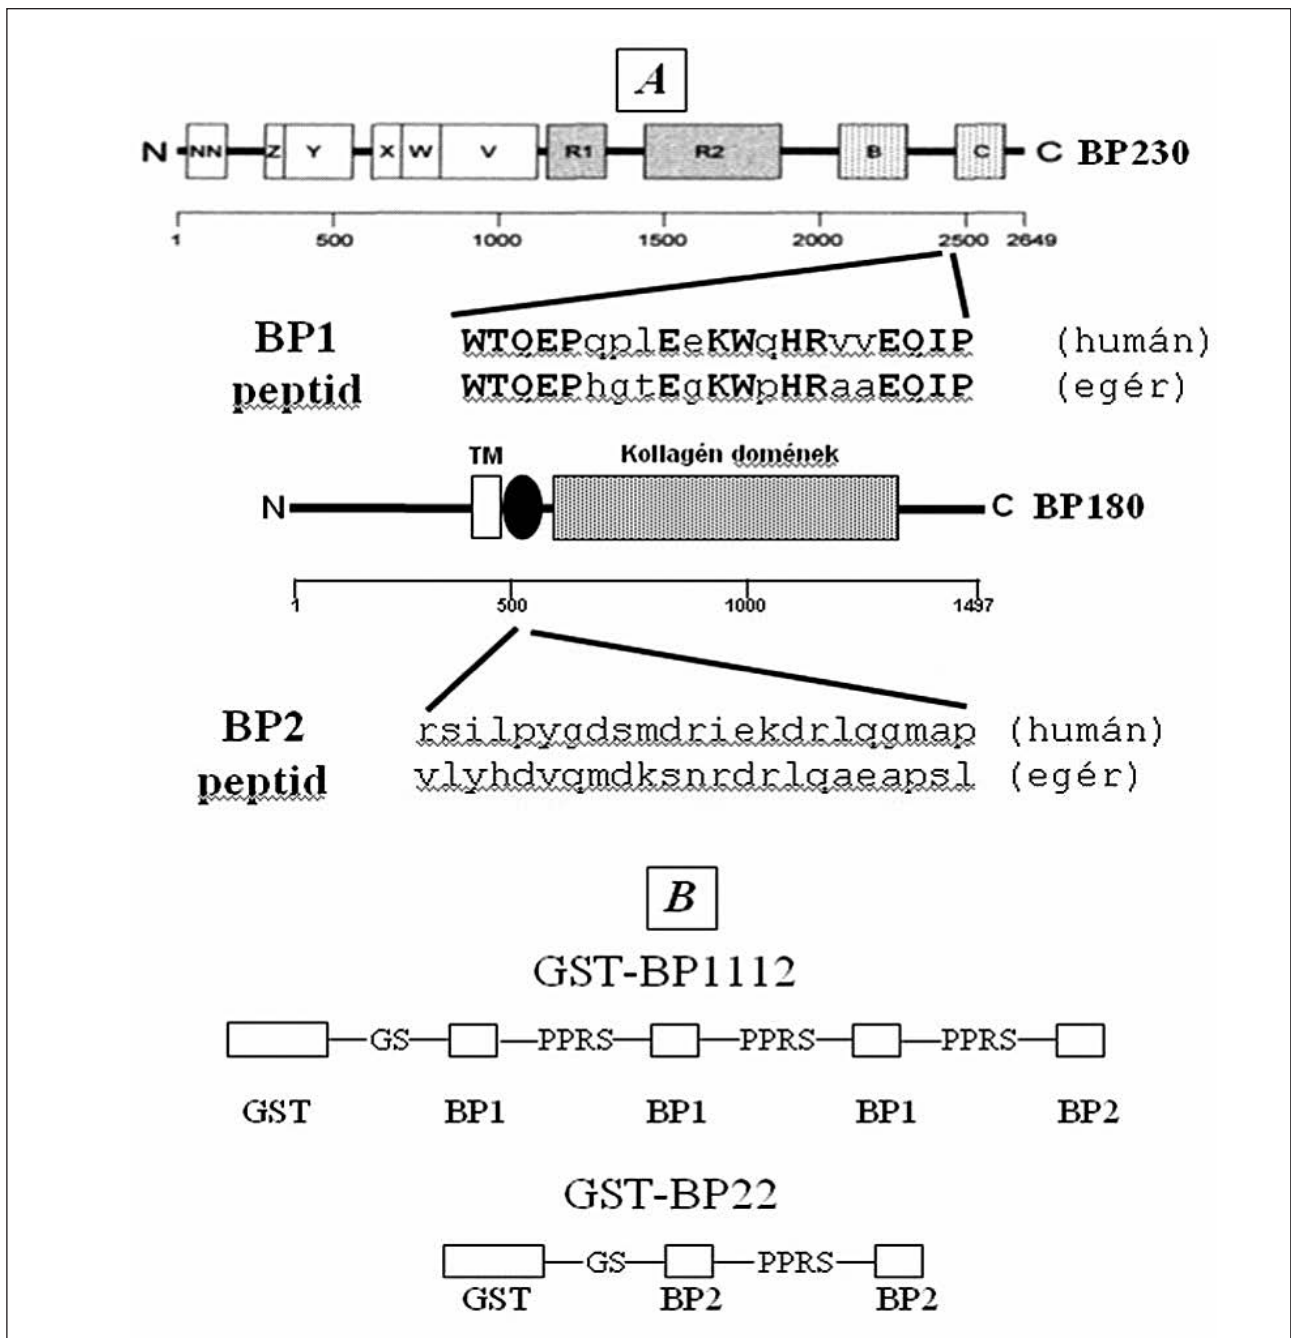 A
N NN Z Y X W V R1 R2 B C C BP230
1 500 1000 1500 2000 2500 2649
BP1 WTQEPqplEeKWqHRvvEQIP (humán)
peptid WTQEPhgtEgKWpHRaaEQIP (egér)
TM Kollagén domének
N C BP180
1 500 1000 1497
BP2 rsilpygdsmdriekdrlqgmap (humán)
peptid vlyhdvqmdksnrdrlqaeapsl (egér)
B
GST-BP1112
GS PPRS PPRS PPRS
GST BP1 BP1 BP1 BP2
GST-BP22
GS PPRS
GST BP2 BP2